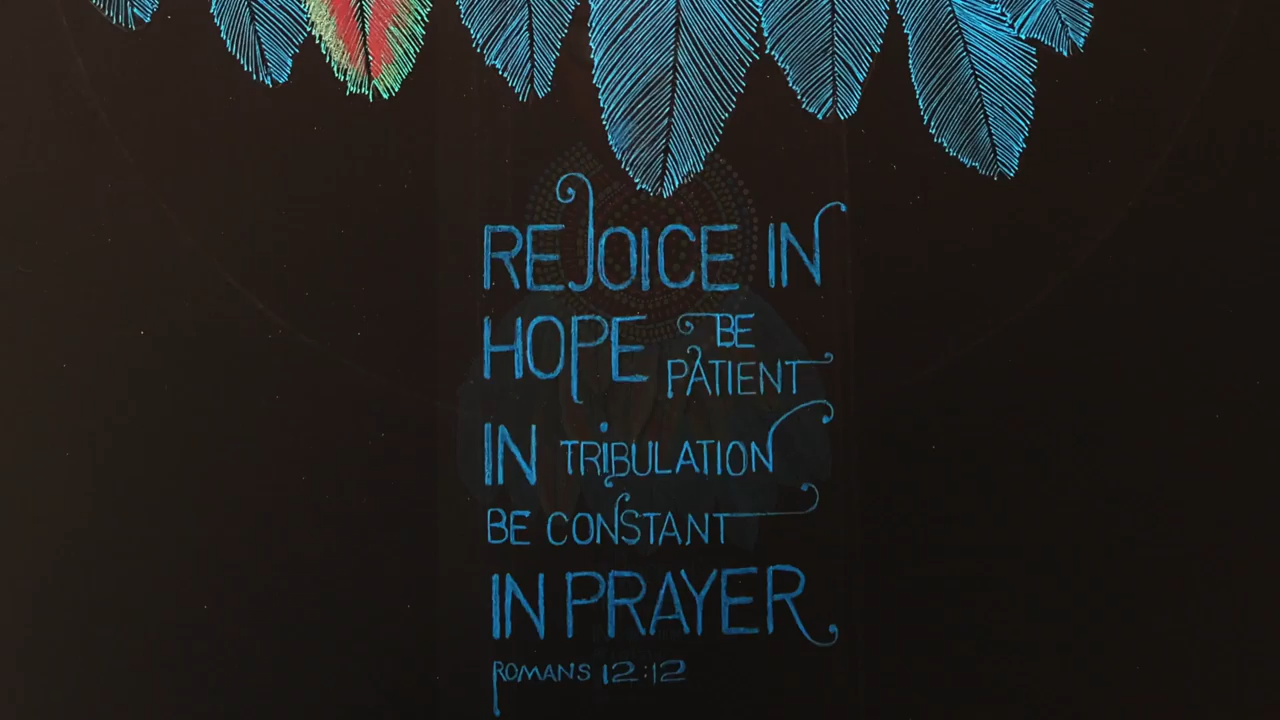 REJOICE IN
HOPE BE
PATIENT
IN TRIBULATION
BE CONSTANT
IN PRAYER
ROMANS 12:12